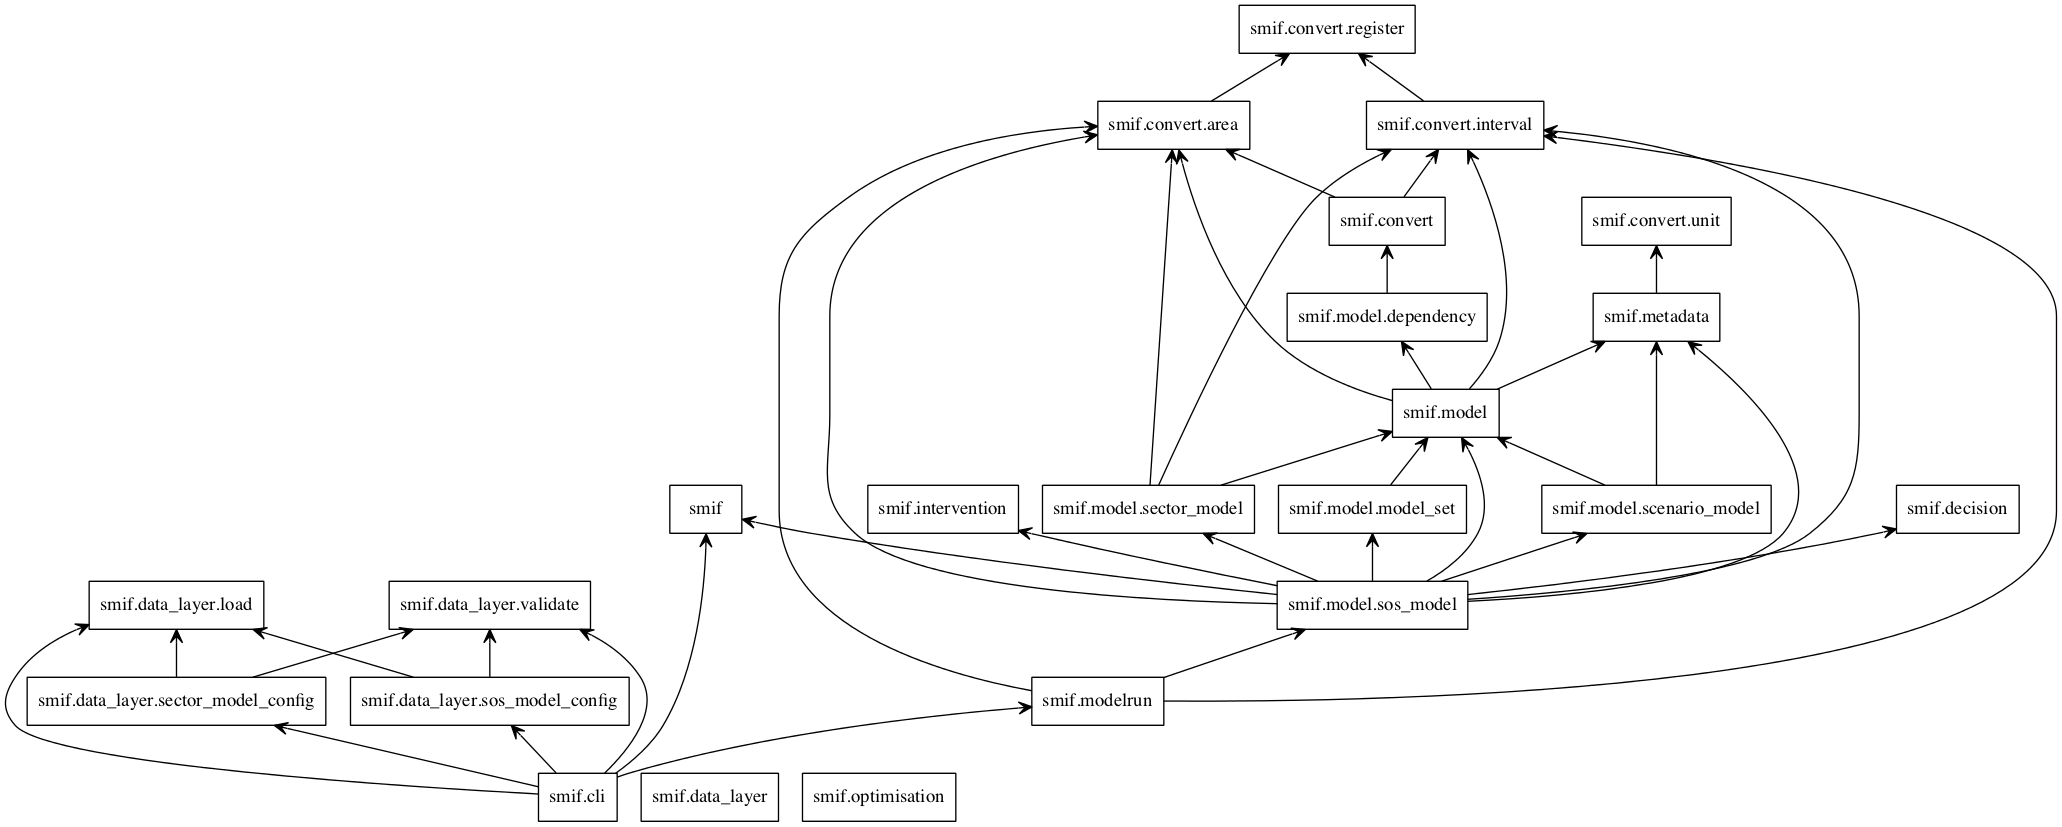 smif.convert.register
smif.convert.area
smif.convert.interval
smif.convert
smif.convert.unit
smif.model.dependency
smif.metadata
smif.model
smif
smif.intervention
smif.model.sector_model
smif.model.model_set
smif.model.scenario_model
smif.decision
smif.data_layer.load
smif.data_layer.validate
smif.model.sos_model
smif.data_layer.sector_model_config
smif.data_layer.sos_model_config
smif.modelrun
smif.cli
smif.data_layer
smif.optimisation